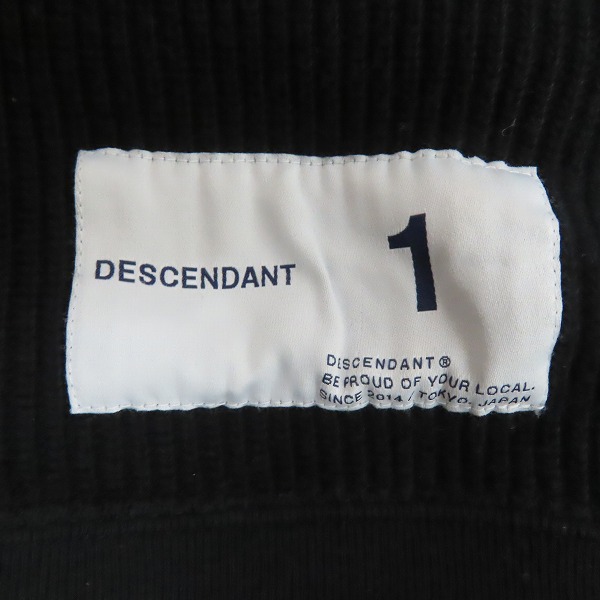 DESCENDANT
1
DESCENDANT®
BE PROUD OF YOUR LOCAL.
SINCE 2014 / TOKYO, JAPAN